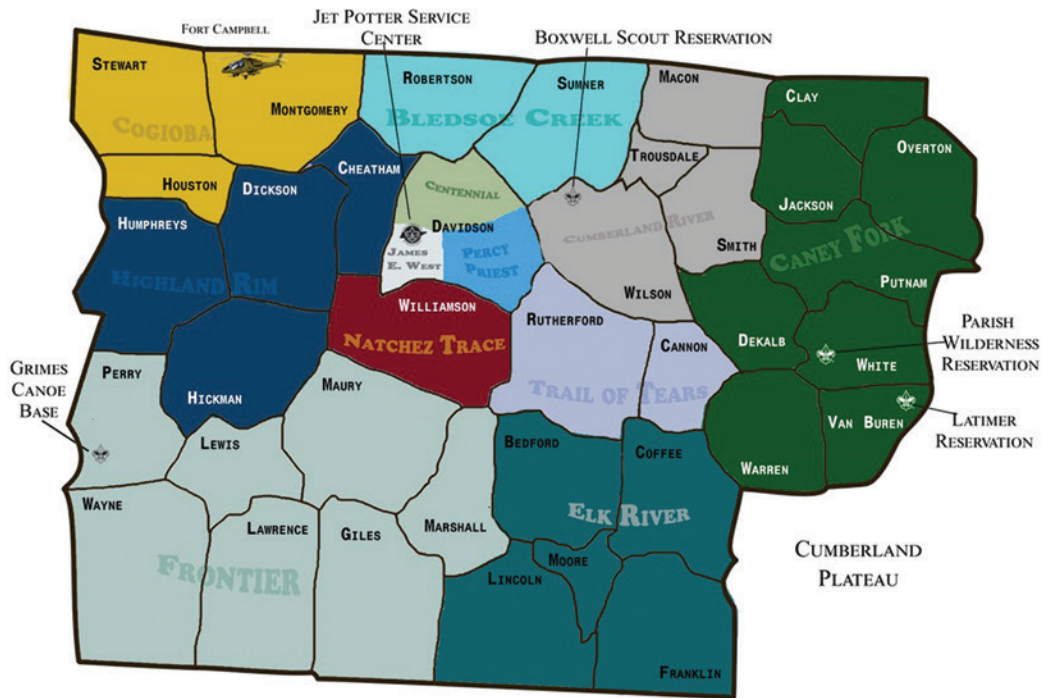 Jet Potter Service
Center
Fort Campbell
Boxwell Scout Reservation
Stewart
Robertson
Sumner
Macon
Clay
Montgomery
Cogioba
Bledsoe Creek
Overton
Cheatham
Trousdale
Houston
Dickson
Centennial
Jackson
Humphreys
Davidson
Cumberland River
Smith
Caney Fork
James
E. West
Percy
Priest
Highland Rim
Putnam
Wilson
Williamson
Rutherford
Parish
Wilderness
Reservation
Natchez Trace
Cannon
Dekalb
White
Grimes
Canoe
Base
Perry
Maury
Trail of Tears
Hickman
Van Buren
Latimer
Reservation
Lewis
Bedford
Coffee
Warren
Wayne
Lawrence
Giles
Marshall
Elk River
Cumberland
Plateau
Frontier
Lincoln
Moore
Franklin